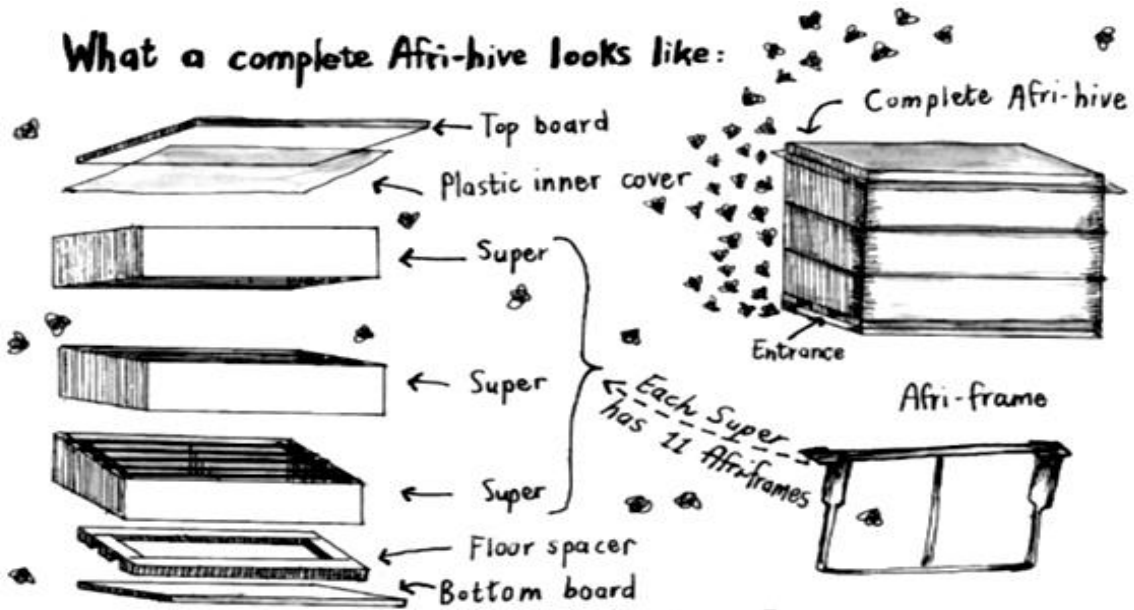 What a complete Afri-hive looks like:
Top board
Plastic inner cover
Super
Super
Super
Floor spacer
Bottom board
Complete Afri-hive
Entrance
Each Super
has 11 Afriframes
Afri-frame